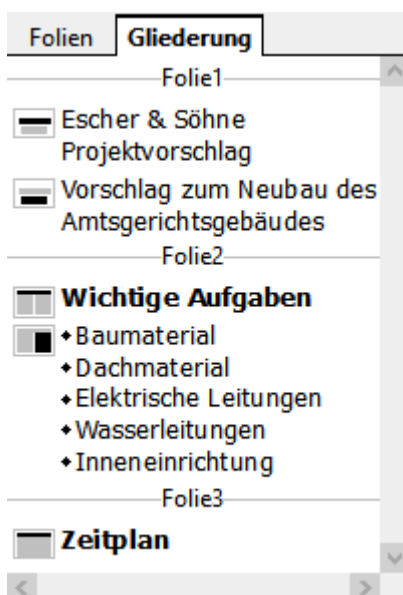 Folien Gliederung
Folie1
Escher & Söhne
Projektvorschlag
Vorschlag zum Neubau des
Amtsgerichtsgebäudes
Folie2
Wichtige Aufgaben
◆Baumaterial
◆Dachmaterial
◆Elektrische Leitungen
◆Wasserleitungen
◆Inneneinrichtung
Folie3
Zeitplan